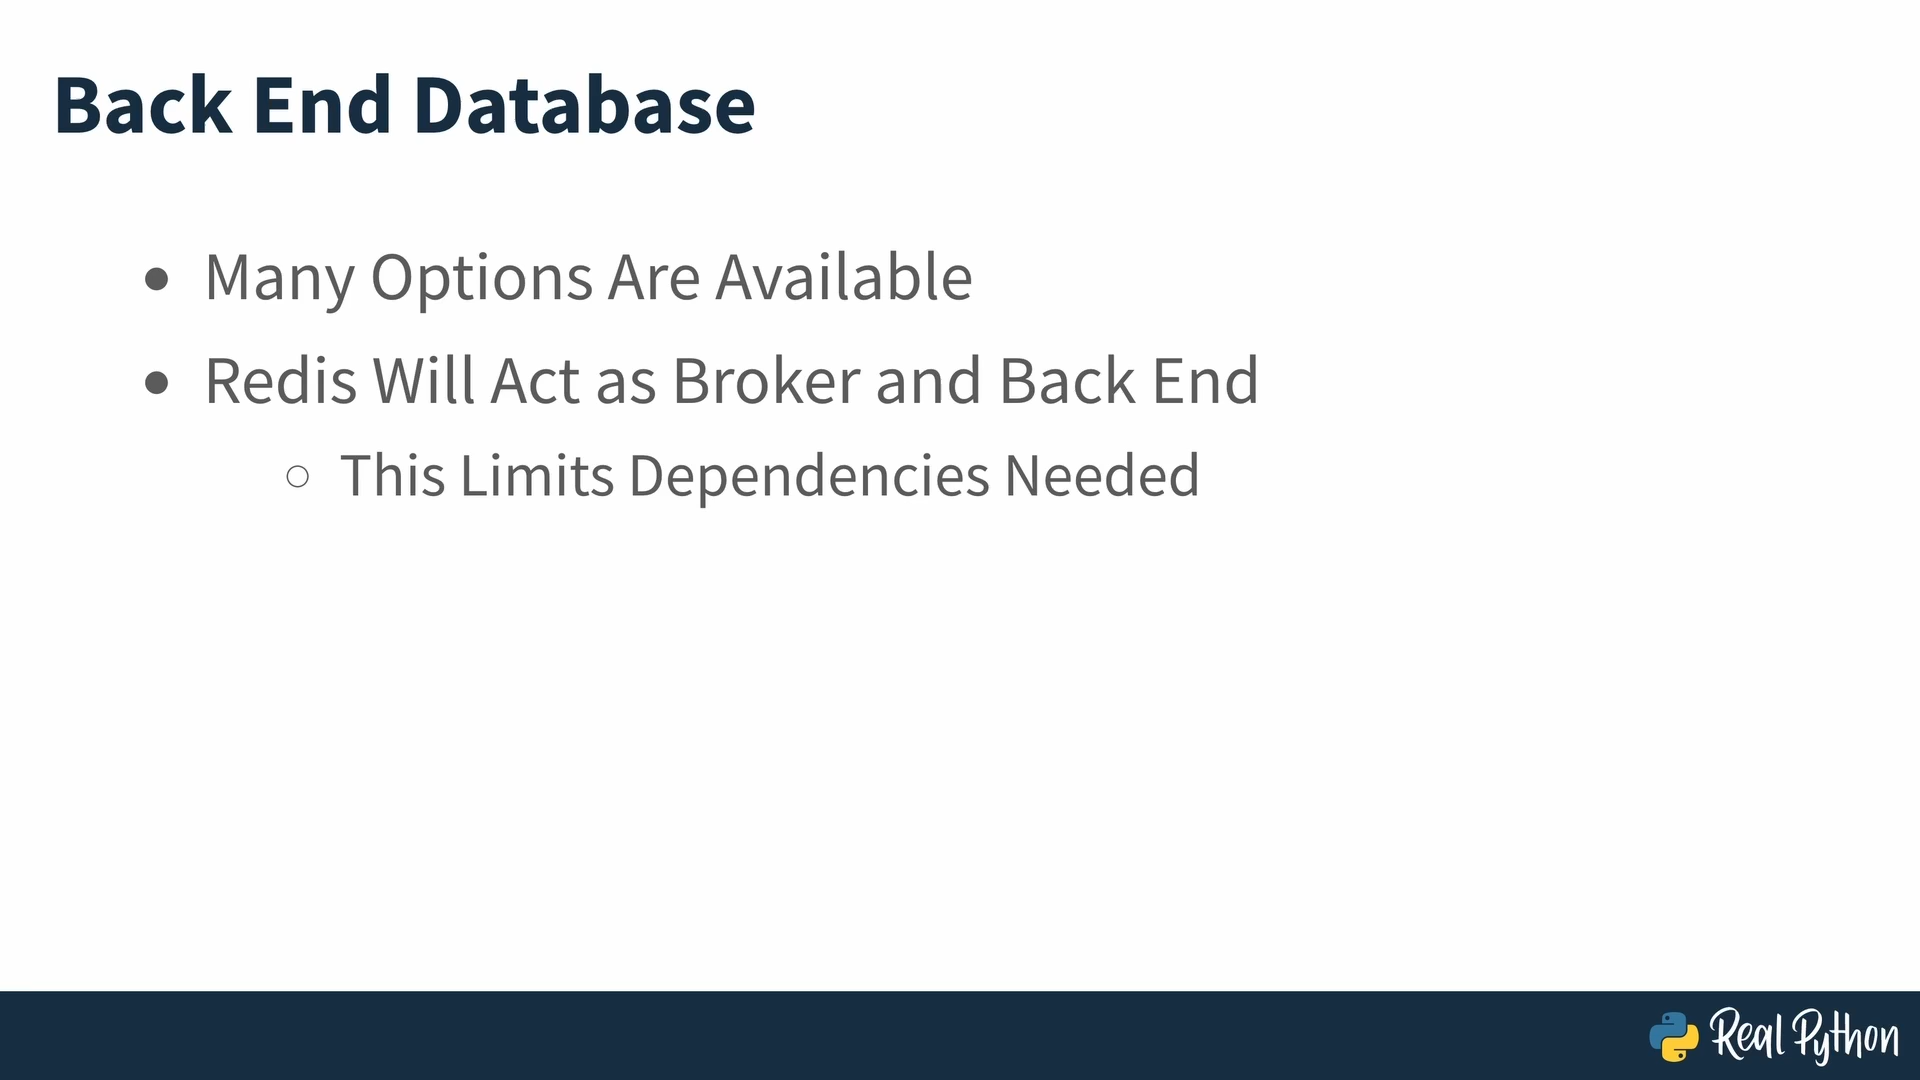 Back End Database
• Many Options Are Available
• Redis Will Act as Broker and Back End
○ This Limits Dependencies Needed
Real Python